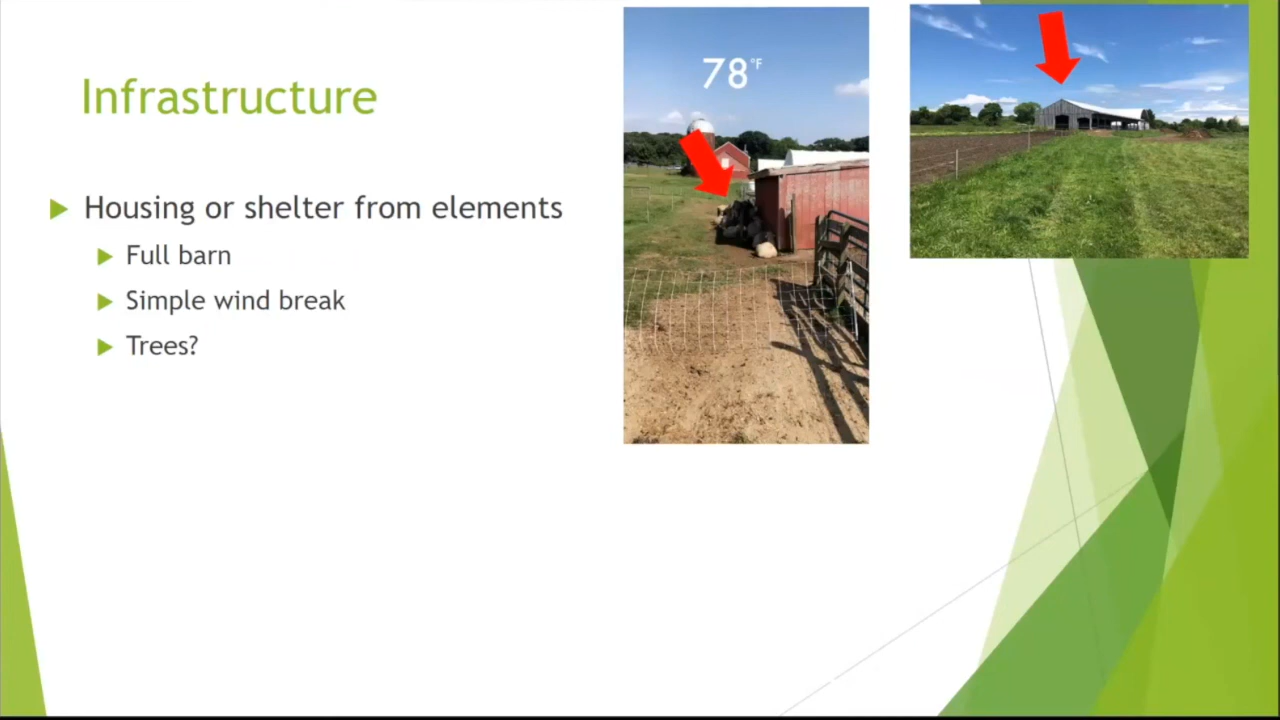 Infrastructure
Housing or shelter from elements
Full barn
Simple wind break
Trees?
78°F